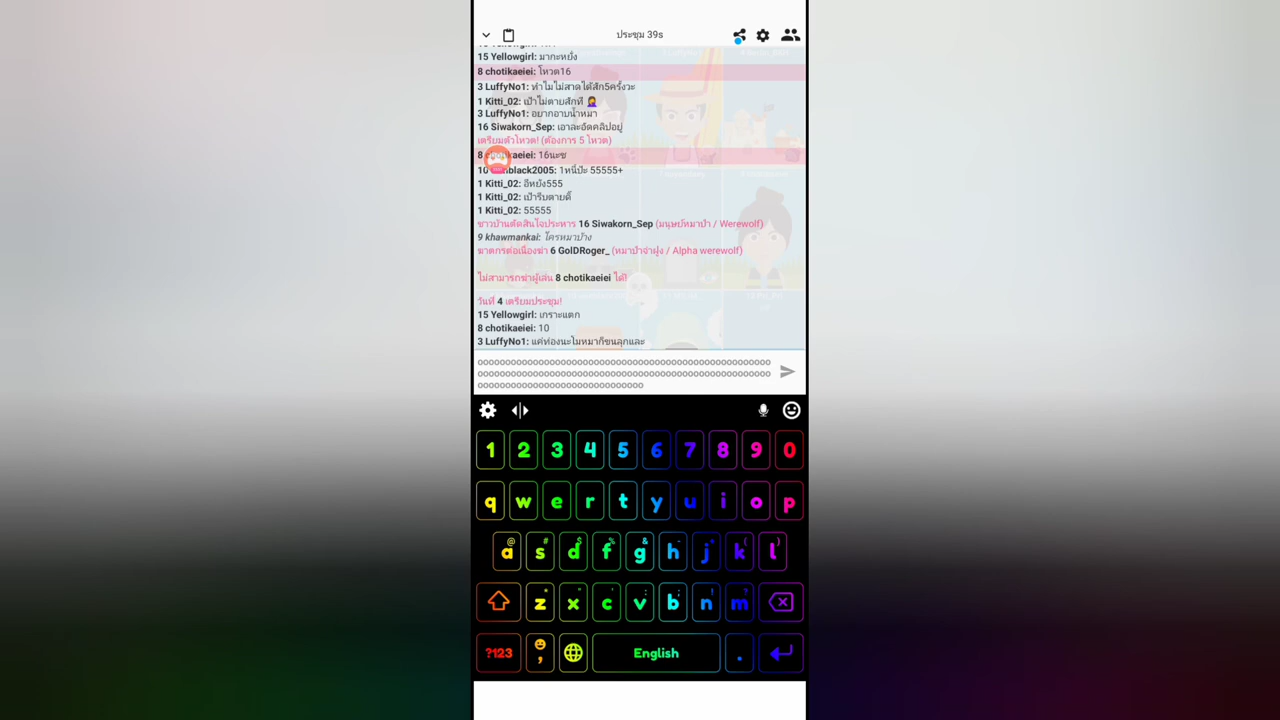 ประชุม 39s
15 Yellowgirl: มากะหยั่ง
8 chotikaeiei: โหวด16
3 LuffyNo1: ทำไมไม่สาดได้สัก5ครั้งวะ
1 Kitti_02: เป้าไม่ตายสักที 🤦‍♀️
3 LuffyNo1: อยากอาบน้ำหมา
16 Siwakorn_Sep: เอาละอัดคลิปอยู่
เตรียมตัวโหวต! (ต้องการ 5 โหวต)
8 chotikaeiei: 16นะซ
black2005: 1หนี่ป๊ะ 55555+
1 Kitti_02: อีหยัง555
1 Kitti_02: เป้ารีบตายดิ้
1 Kitti_02: 55555
ชาวบ้านตัดสินใจประหาร 16 Siwakorn_Sep (มนุษย์หมาป่า / Werewolf)
9 khawmankai: ใครหมาบ้าง
ฆาตกรต่อเนื่องฆ่า 6 GolDRoger_ (หมาป่าจ่าฝูง / Alpha werewolf)
ไม่สามารถฆ่าผู้เล่น 8 chotikaeiei ได้!
วันที่ 4 เตรียมประชุม!
15 Yellowgirl: เกราะแตก
8 chotikaeiei: 10
3 LuffyNo1: แค่ท่องนะโมหมาก็ขนลุกและ
oooooooooooooooooooooooooooooooooooooooooooooooooooo
oooooooooooooooooooooooooooooooooooooooooooooooooooo
oooooooooooooooooooooooooooooo
1 2 3 4 5 6 7 8 9 0
q w e r t y u i o p
a s d f g h j k l
z x c v b n m
?123 , English .